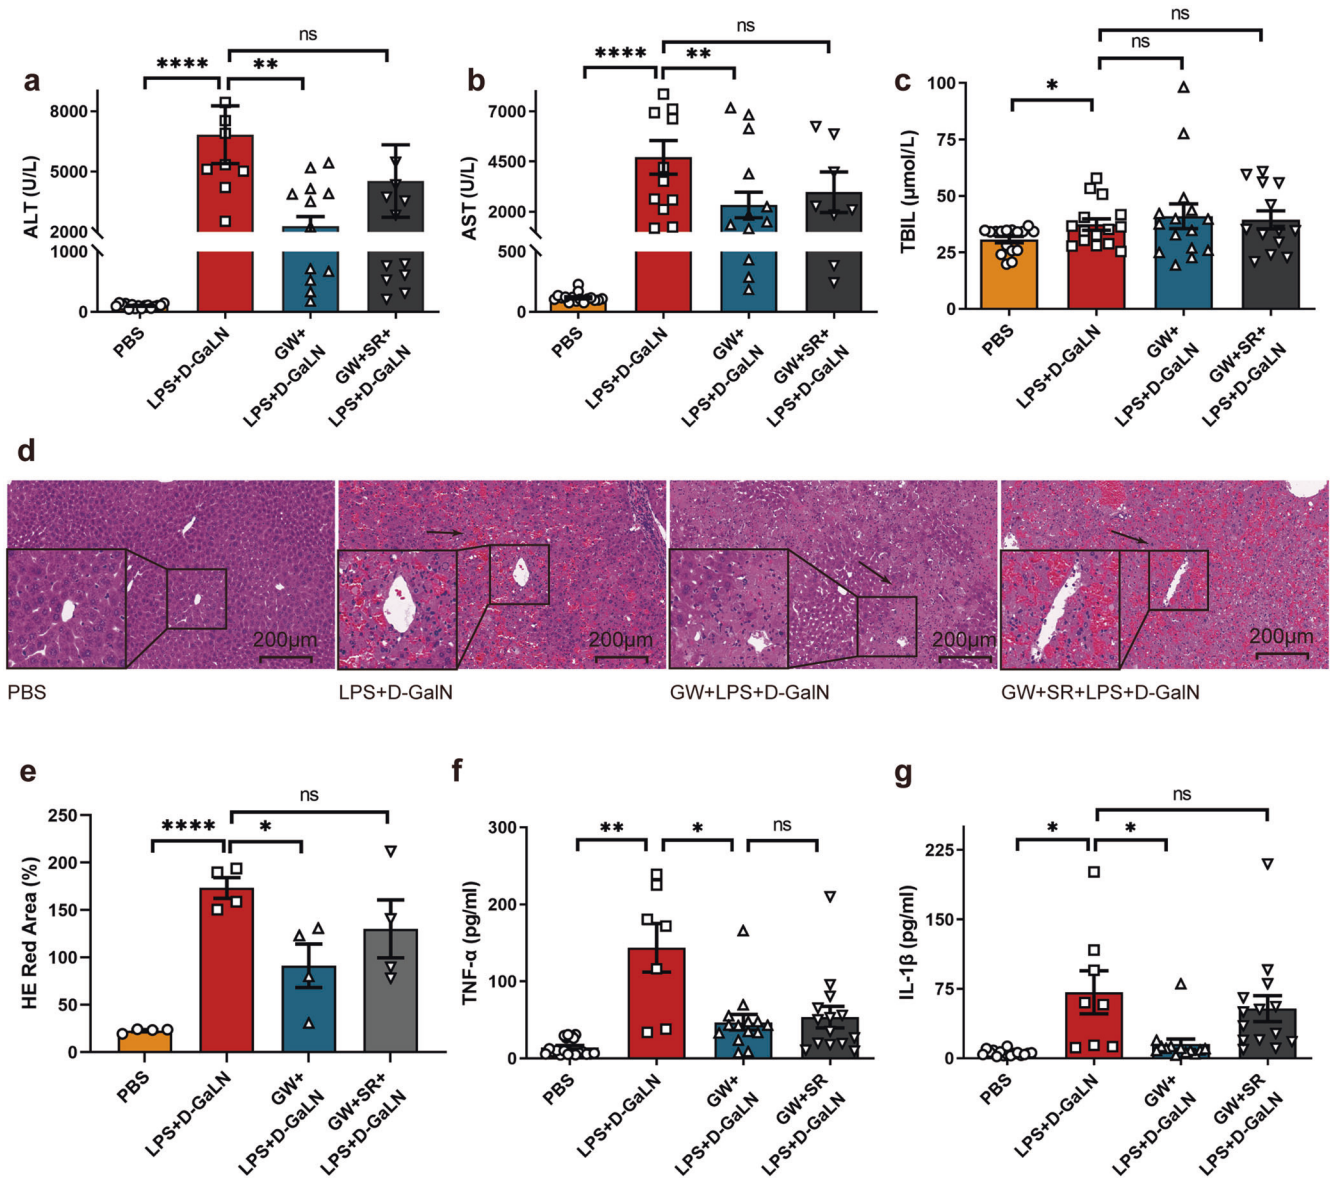 a
ALT (U/L)
8000
5000
2000
1000
0
****
**
ns
PBS
LPS+D-GaLN
GW+
LPS+D-GaLN
GW+SR+
LPS+D-GaLN
b
AST (U/L)
7000
4500
2000
500
0
****
**
ns
PBS
LPS+D-GaLN
GW+
LPS+D-GaLN
GW+SR+
LPS+D-GaLN
c
TBIL (μmol/L)
100
75
50
25
0
*
ns
ns
PBS
LPS+D-GaLN
GW+
LPS+D-GaLN
GW+SR+
LPS+D-GaLN
d
200μm
200μm
200μm
200μm
PBS
LPS+D-GalN
GW+LPS+D-GalN
GW+SR+LPS+D-GalN
e
HE Red Area (%)
250
200
150
100
50
0
****
*
ns
PBS
LPS+D-GaLN
GW+
LPS+D-GaLN
GW+SR+
LPS+D-GaLN
f
TNF-α (pg/ml)
300
200
100
0
**
*
ns
PBS
LPS+D-GaLN
GW+
LPS+D-GaLN
GW+SR
LPS+D-GaLN
g
IL-1β (pg/ml)
225
150
75
0
*
*
ns
PBS
LPS+D-GaLN
GW+
LPS+D-GaLN
GW+SR
LPS+D-GaLN